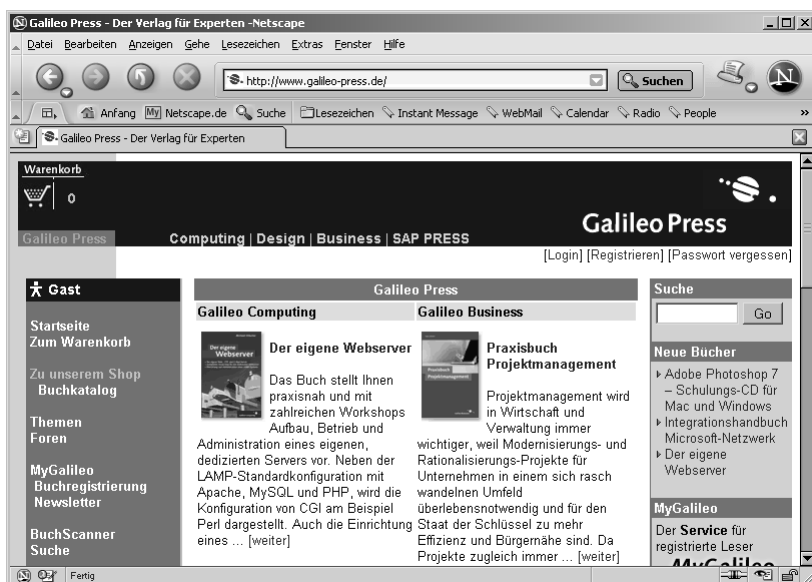 Galileo Press - Der Verlag für Experten -Netscape
Datei Bearbeiten Anzeigen Gehe Lesezeichen Extras Fenster Hilfe
http://www.galileo-press.de/ Suchen
Anfang My Netscape.de Suche Lesezeichen Instant Message WebMail Calendar Radio People »
Galileo Press - Der Verlag für Experten
Warenkorb
0
Galileo Press
Galileo Press
Computing | Design | Business | SAP PRESS
[Login] [Registrieren] [Passwort vergessen]
Gast
Startseite
Zum Warenkorb
Zu unserem Shop
Buchkatalog
Themen
Foren
MyGalileo
Buchregistrierung
Newsletter
BuchScanner
Suche
Galileo Press
Galileo Computing
Der eigene Webserver
Das Buch stellt Ihnen
praxisnah und mit
zahlreichen Workshops
Aufbau, Betrieb und
Administration eines eigenen,
dedizierten Servers vor. Neben der
LAMP-Standardkonfiguration mit
Apache, MySQL und PHP, wird die
Konfiguration von CGI am Beispiel
Perl dargestellt. Auch die Einrichtung
eines ... [weiter]
Galileo Business
Praxisbuch
Projektmanagement
Projektmanagement wird
in Wirtschaft und
Verwaltung immer
wichtiger, weil Modernisierungs- und
Rationalisierungs-Projekte für
Unternehmen in einem sich rasch
wandelnen Umfeld
überlebensnotwendig und für den
Staat der Schlüssel zu mehr
Effizienz und Bürgernähe sind. Da
Projekte zugleich immer ... [weiter]
Suche
Go
Neue Bücher
Adobe Photoshop 7
– Schulungs-CD für
Mac und Windows
Integrationshandbuch
Microsoft-Netzwerk
Der eigene
Webserver
MyGalileo
Der Service für
registrierte Leser
MyGalileo
Fertig